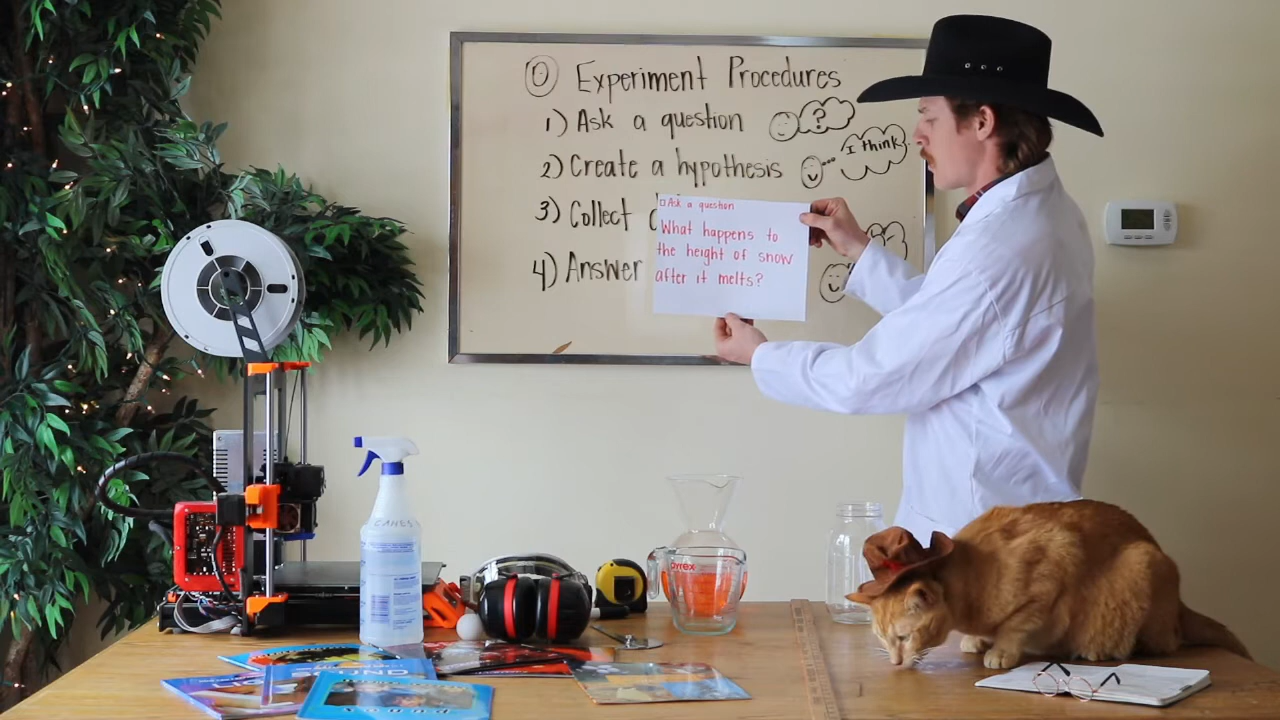 0 Experiment Procedures
1) Ask a question ?
2) Create a hypothesis I think
3) Collect
4) Answer
Ask a question
What happens to
the height of snow
after it melts?
pyrex